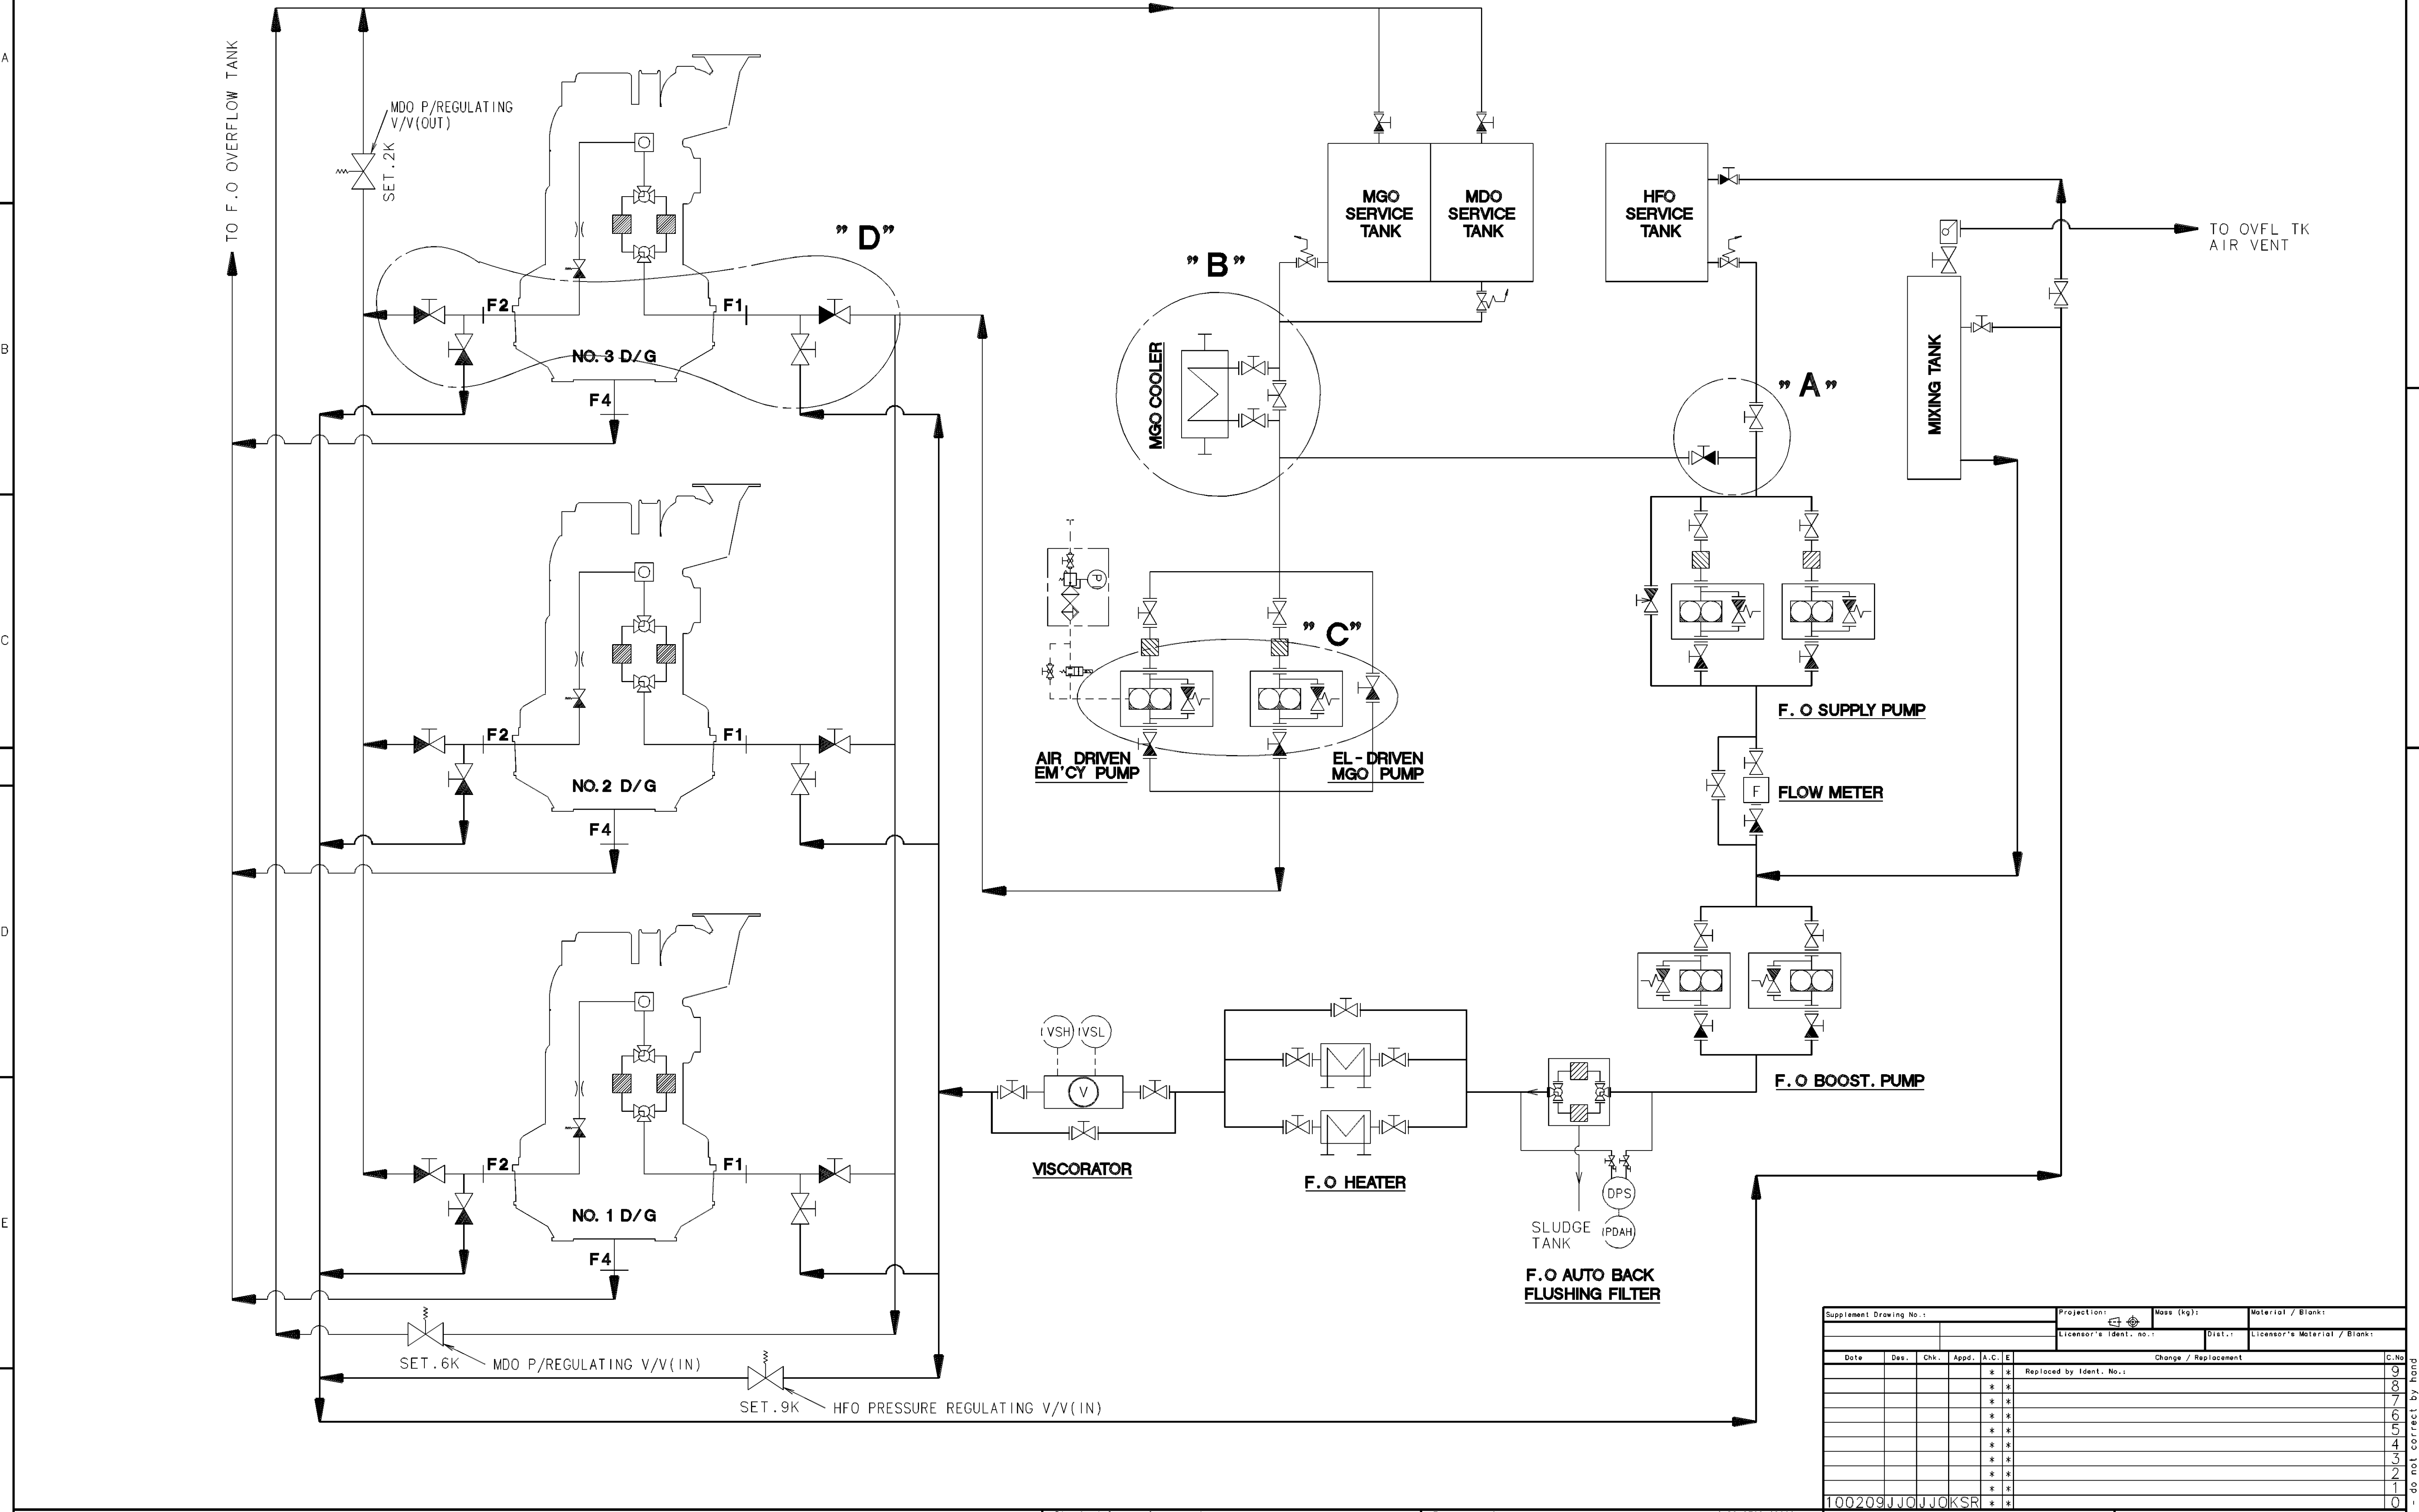 A
B
C
D
E
TO F.O OVERFLOW TANK
MDO P/REGULATING
V/V(OUT)
SET.2K
"D"
F2
F1
NO.3 D/G
F4
F2
F1
NO.2 D/G
F4
F2
F1
NO.1 D/G
F4
SET.6K
MDO P/REGULATING V/V(IN)
SET.9K
HFO PRESSURE REGULATING V/V(IN)
MGO
SERVICE
TANK
MDO
SERVICE
TANK
HFO
SERVICE
TANK
"B"
MGO COOLER
"A"
MIXING TANK
TO OVFL TK
AIR VENT
P
"C"
AIR DRIVEN
EM'CY PUMP
EL-DRIVEN
MGO PUMP
F.O SUPPLY PUMP
F
FLOW METER
F.O BOOST.PUMP
VSH
VSL
V
VISCORATOR
F.O HEATER
SLUDGE
TANK
DPS
PDAH
F.O AUTO BACK
FLUSHING FILTER
Supplement Drawing No.:
Projection:
Mass (kg):
Material / Blank:
Licensor's Ident. no.:
Dist.:
Licensor's Material / Blank:
Date Des. Chk. Appd. A.C. E Change / Replacement C.No
* * Replaced by Ident. No.: 9
* * 8
* * 7
* * 6
* * 5
* * 4
* * 3
* * 2
* * 1
100209 JJO JJO KSR * * 0
- do not correct by hand